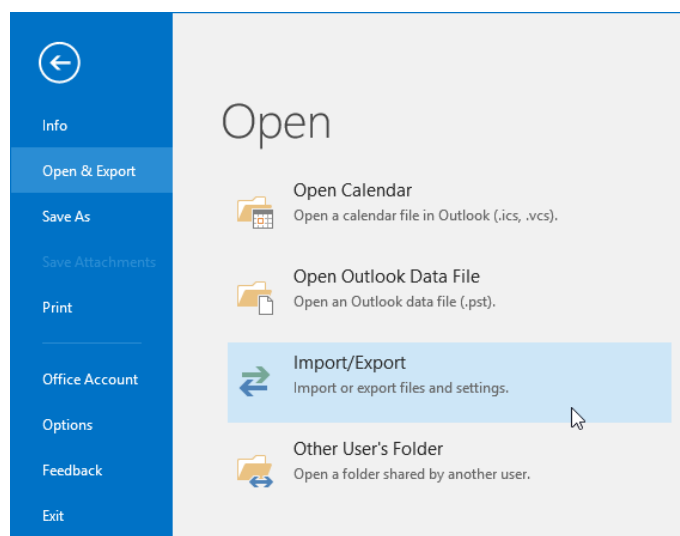 Info
Open & Export
Save As
Save Attachments
Print
Office Account
Options
Feedback
Exit
Open
Open Calendar
Open a calendar file in Outlook (.ics, .vcs).
Open Outlook Data File
Open an Outlook data file (.pst).
Import/Export
Import or export files and settings.
Other User's Folder
Open a folder shared by another user.